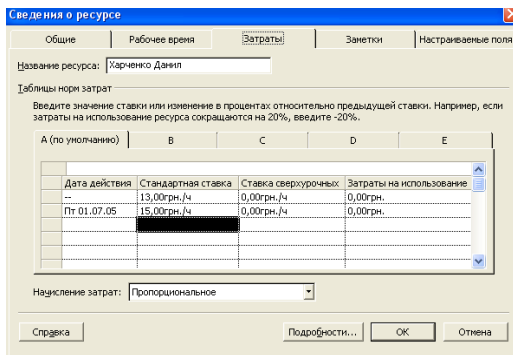 Сведения о ресурсе
Общие Рабочее время Затраты Заметки Настраиваемые поля
Название ресурса: Харченко Данил
Таблицы норм затрат
Введите значение ставки или изменение в процентах относительно предыдущей ставки. Например, если
затраты на использование ресурса сокращаются на 20%, введите -20%.
A (по умолчанию) B C D E
Дата действия Стандартная ставка Ставка сверхурочных Затраты на использование
-- 13,00грн./ч 0,00грн./ч 0,00грн.
Пт 01.07.05 15,00грн./ч 0,00грн./ч 0,00грн.
Начисление затрат: Пропорциональное
Справка Подробности... ОК Отмена